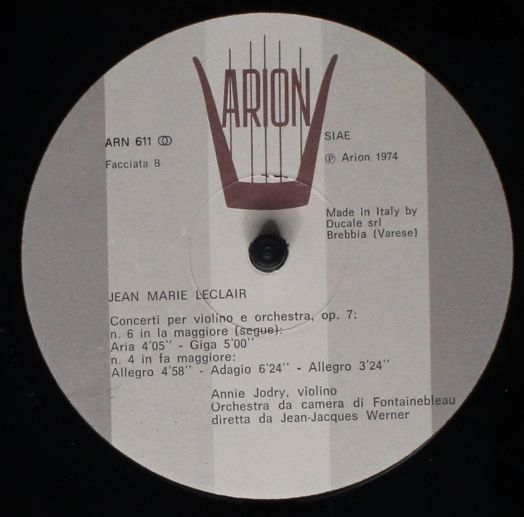 ARION
ARN 611
Facciata B
SIAE
℗ Arion 1974
Made in Italy by
Ducale srl
Brebbia (Varese)
JEAN MARIE LECLAIR
Concerti per violino e orchestra, op. 7:
n. 6 in la maggiore (segue):
Aria 4'05'' - Giga 5'00''
n. 4 in fa maggiore:
Allegro 4'58'' - Adagio 6'24'' - Allegro 3'24''
Annie Jodry, violino
Orchestra da camera di Fontainebleau
diretta da Jean-Jacques Werner